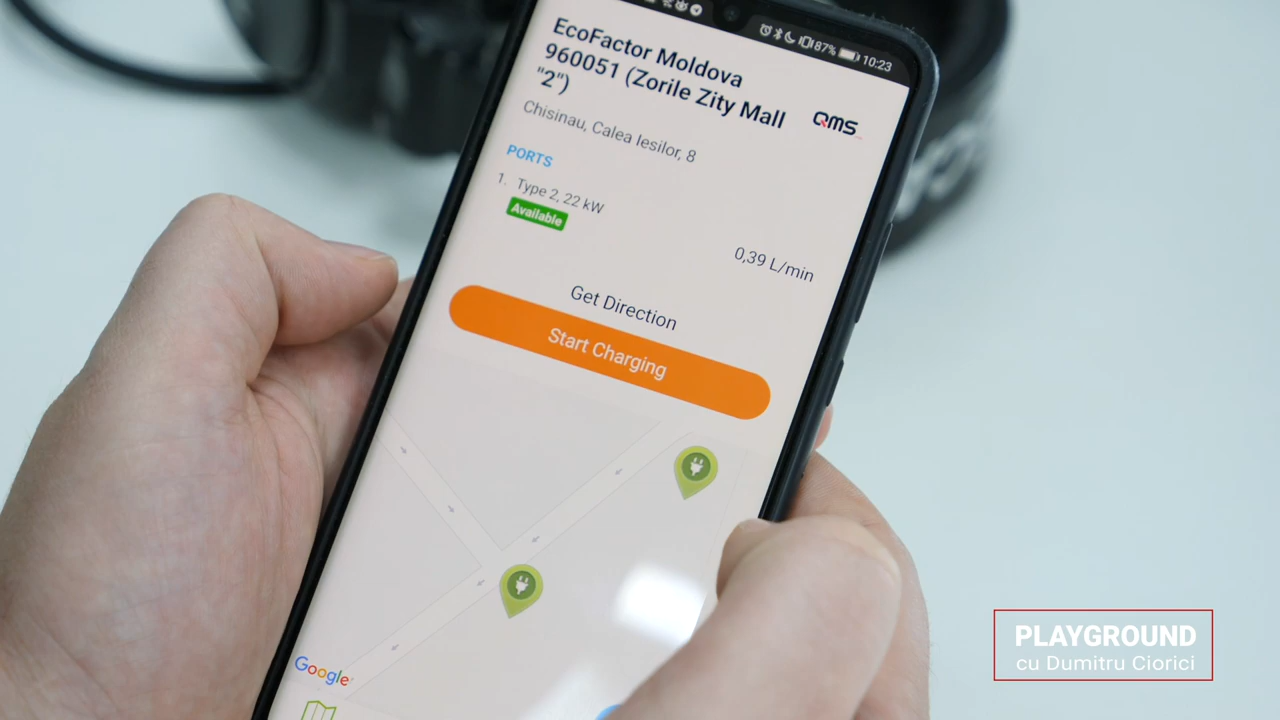 87% 10:23
EcoFactor Moldova
960051 (Zorile Zity Mall
"2")
QMS
Chisinau, Calea Iesilor, 8
PORTS
1. Type 2, 22 kW
Available
0,39 L/min
Get Direction
Start Charging
Google
PLAYGROUND
cu Dumitru Ciorici